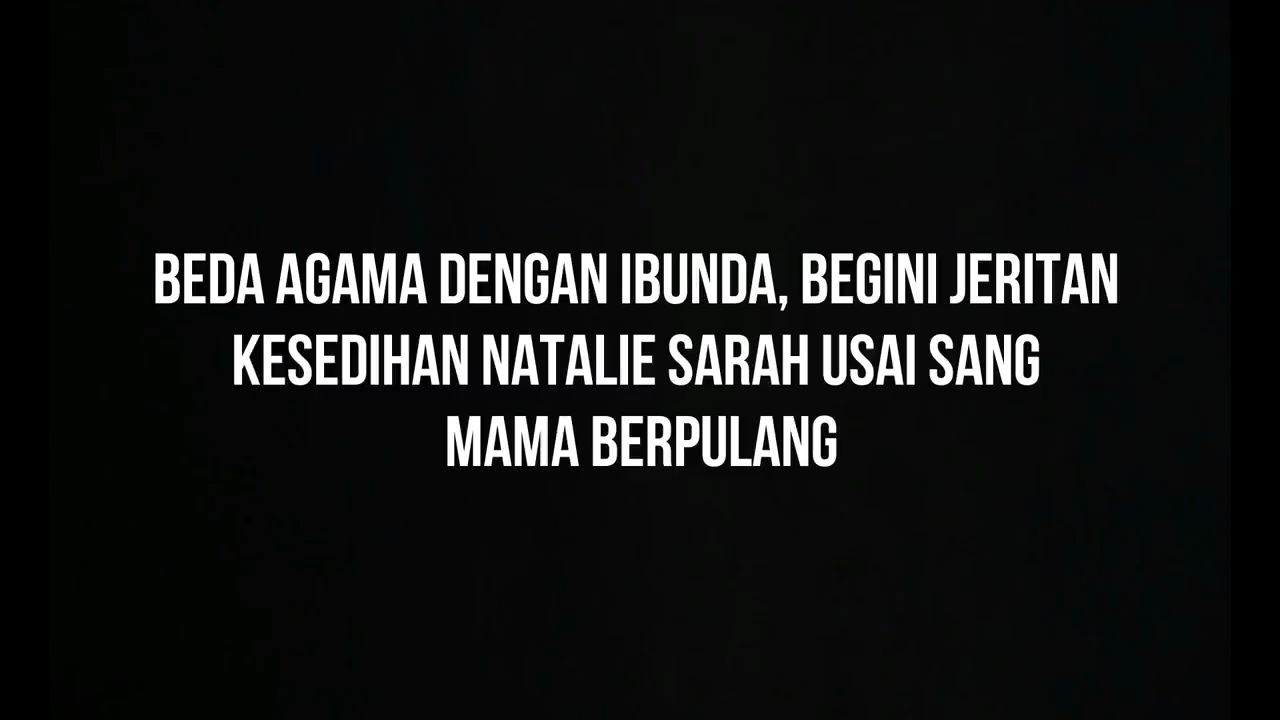 BEDA AGAMA DENGAN IBUNDA, BEGINI JERITAN
KESEDIHAN NATALIE SARAH USAI SANG
MAMA BERPULANG